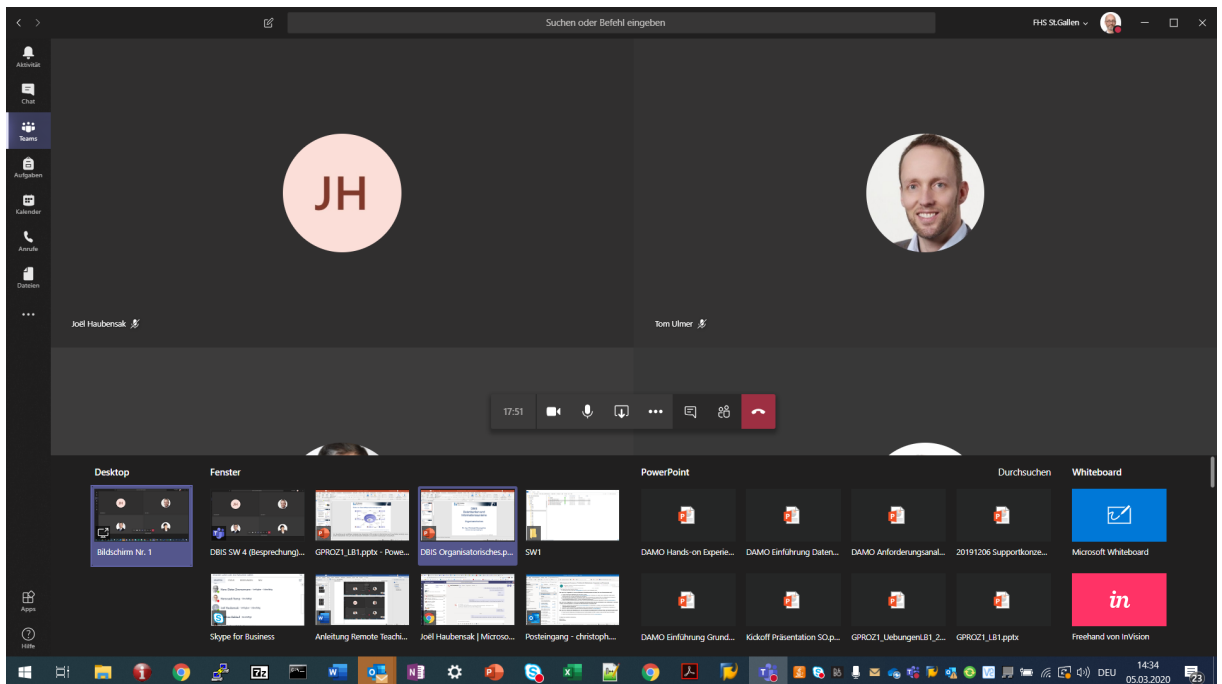 Suchen oder Befehl eingeben
FHS St.Gallen
Aktivität
Chat
Teams
Aufgaben
Kalender
Anrufe
Dateien
JH
Joël Haubensak
Tom Ulmer
17:51
Desktop
Fenster
PowerPoint
Durchsuchen
Whiteboard
Bildschirm Nr. 1
DBIS SW 4 (Besprechung)...
GPROZ1_LB1.pptx - Powe...
DBIS Organisatorisches.p...
SW1
DAMO Hands-on Experie...
DAMO Einführung Daten...
DAMO Anforderungsanal...
20191206 Supportkonze...
Microsoft Whiteboard
in
Skype for Business
Anleitung Remote Teachi...
Joël Haubensak | Microso...
Posteingang - christoph...
DAMO Einführung Grund...
Kickoff Präsentation SO.p...
GPROZ1_UebungenLB1_2...
GPROZ1_LB1.pptx
Freehand von InVision
Apps
Hilfe
DEU
14:34
05.03.2020
23